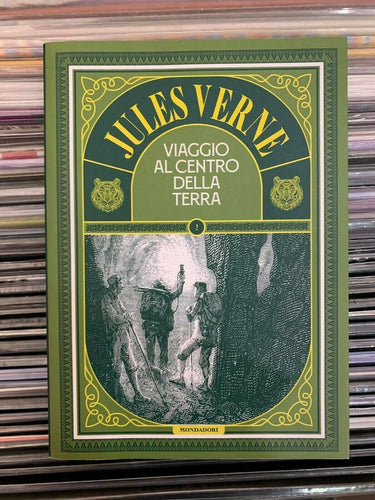 JULES VERNE
VIAGGIO
AL CENTRO
DELLA
TERRA
2
MONDADORI